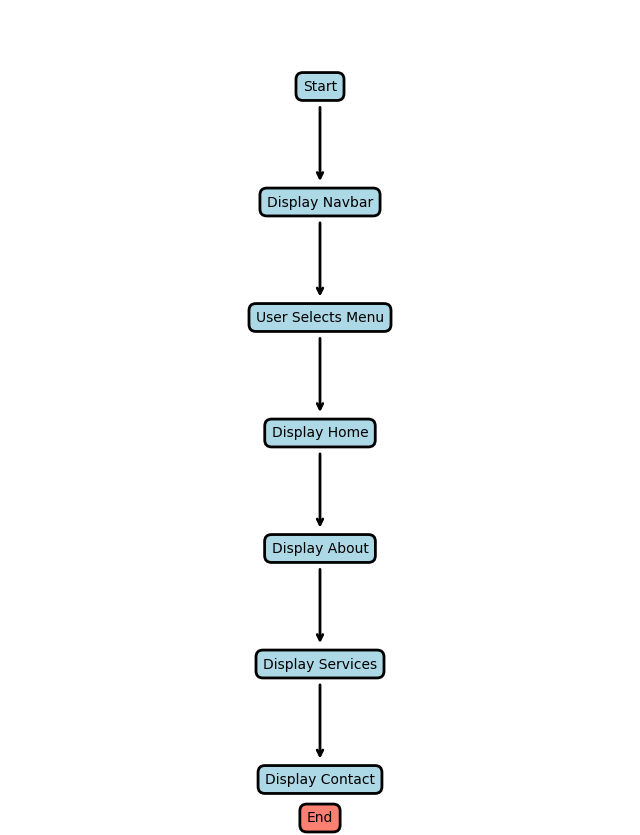 Start
Display Navbar
User Selects Menu
Display Home
Display About
Display Services
Display Contact
End